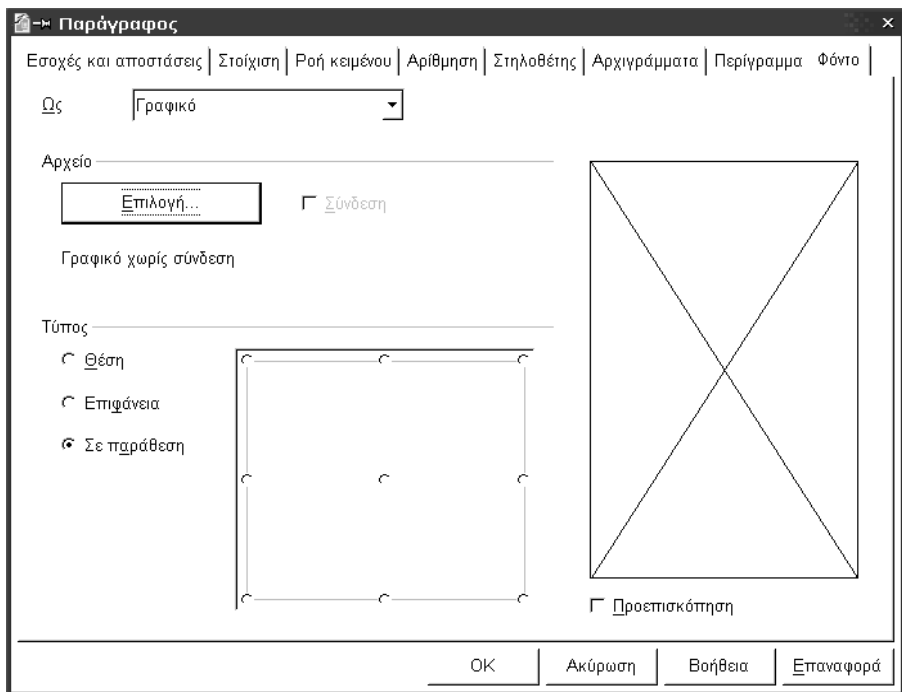 Παράγραφος
Εσοχές και αποστάσεις Στοίχιση Ροή κειμένου Αρίθμηση Στηλοθέτης Αρχιγράμματα Περίγραμμα Φόντο
Ως Γραφικό
Αρχείο
Επιλογή... Σύνδεση
Γραφικό χωρίς σύνδεση
Τύπος
Θέση
Επιφάνεια
Σε παράθεση
Προεπισκόπηση
OK Ακύρωση Βοήθεια Επαναφορά